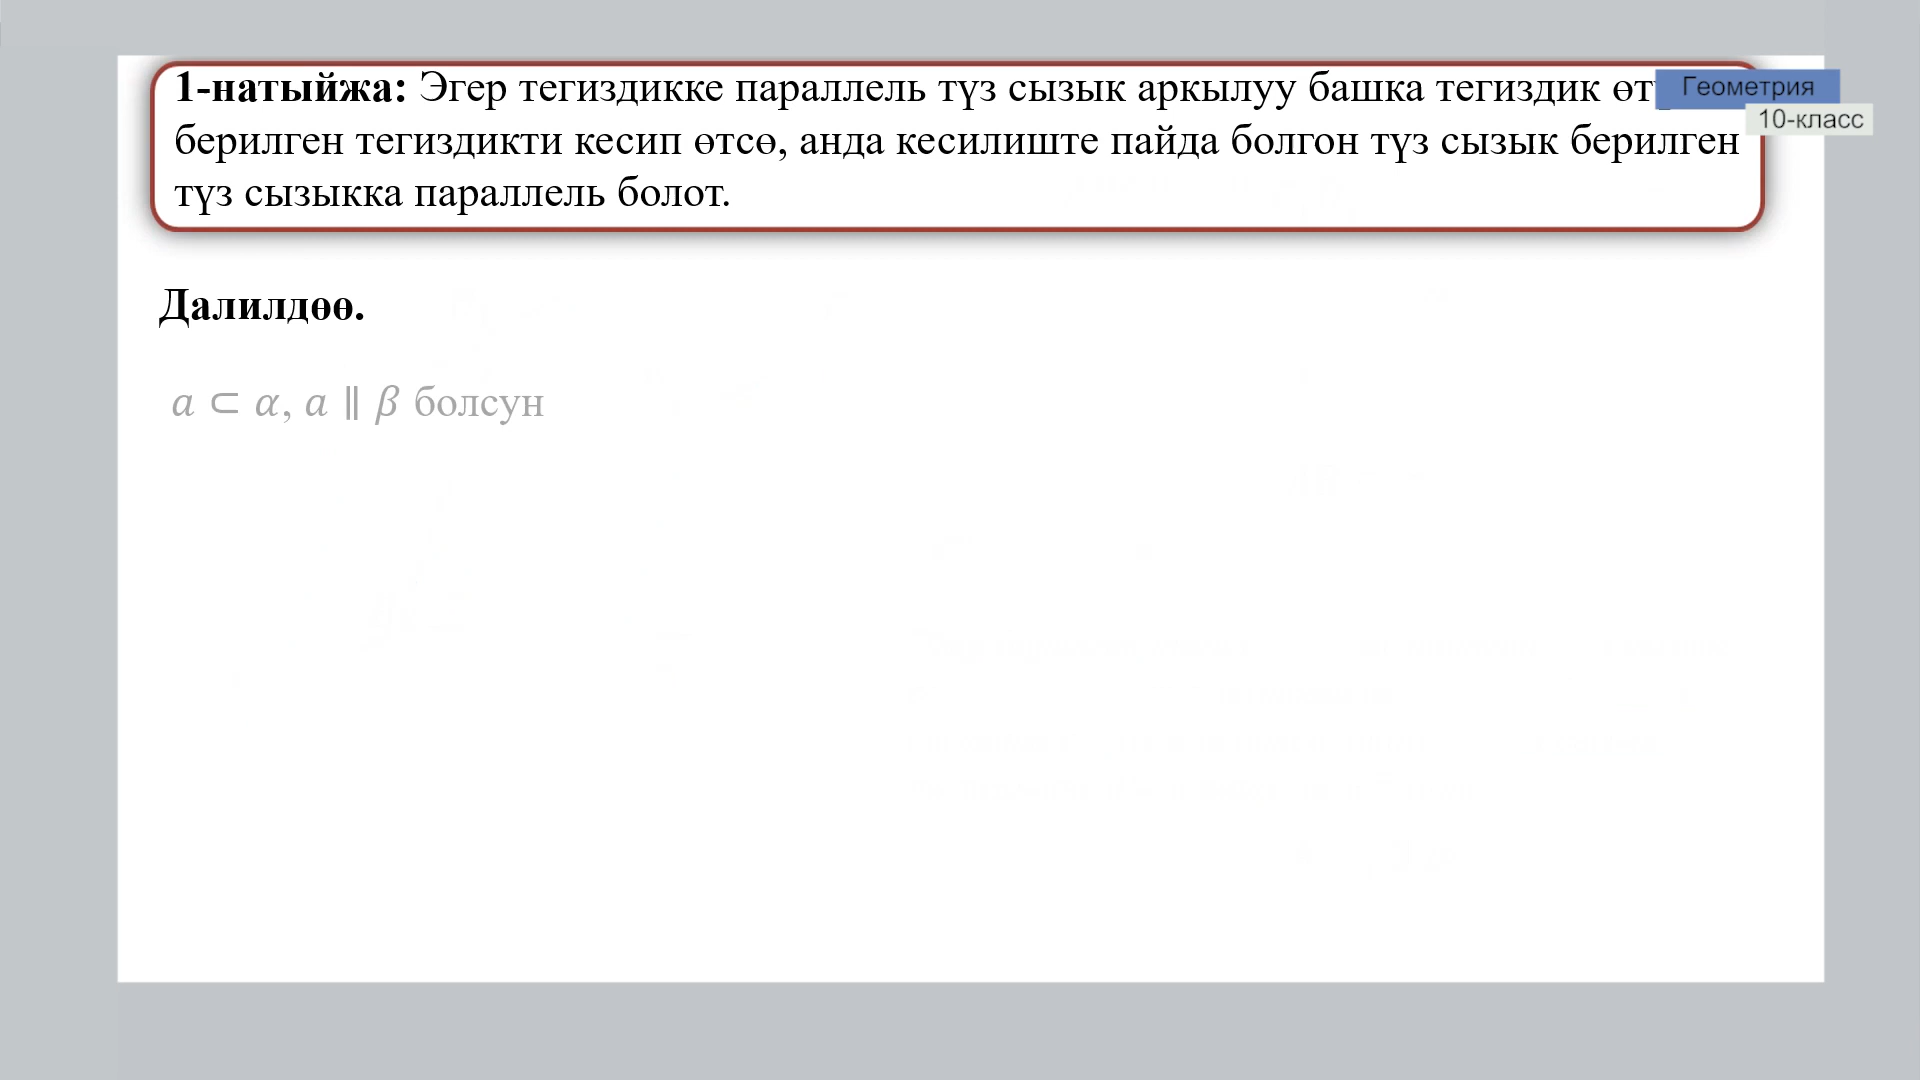 1-натыйжа: Эгер тегиздикке параллель түз сызык аркылуу башка тегиздик
берилген тегиздикти кесип өтсө, анда кесилиште пайда болгон түз сызык берилген
түз сызыкка параллель болот.
Геометрия
10-класс
Далилдөө.
𝑎 ⊂ 𝛼, 𝑎 ∥ 𝛽 болсун